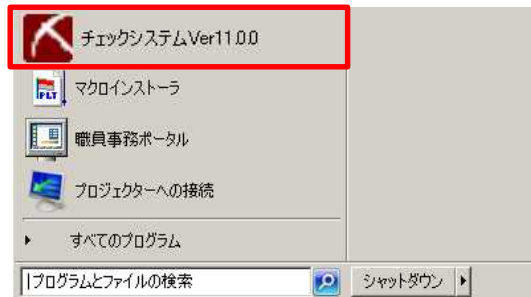 チェックシステムVer11.0.0
PLT
マクロインストーラ
職員事務ポータル
プロジェクターへの接続
すべてのプログラム
プログラムとファイルの検索
シャットダウン